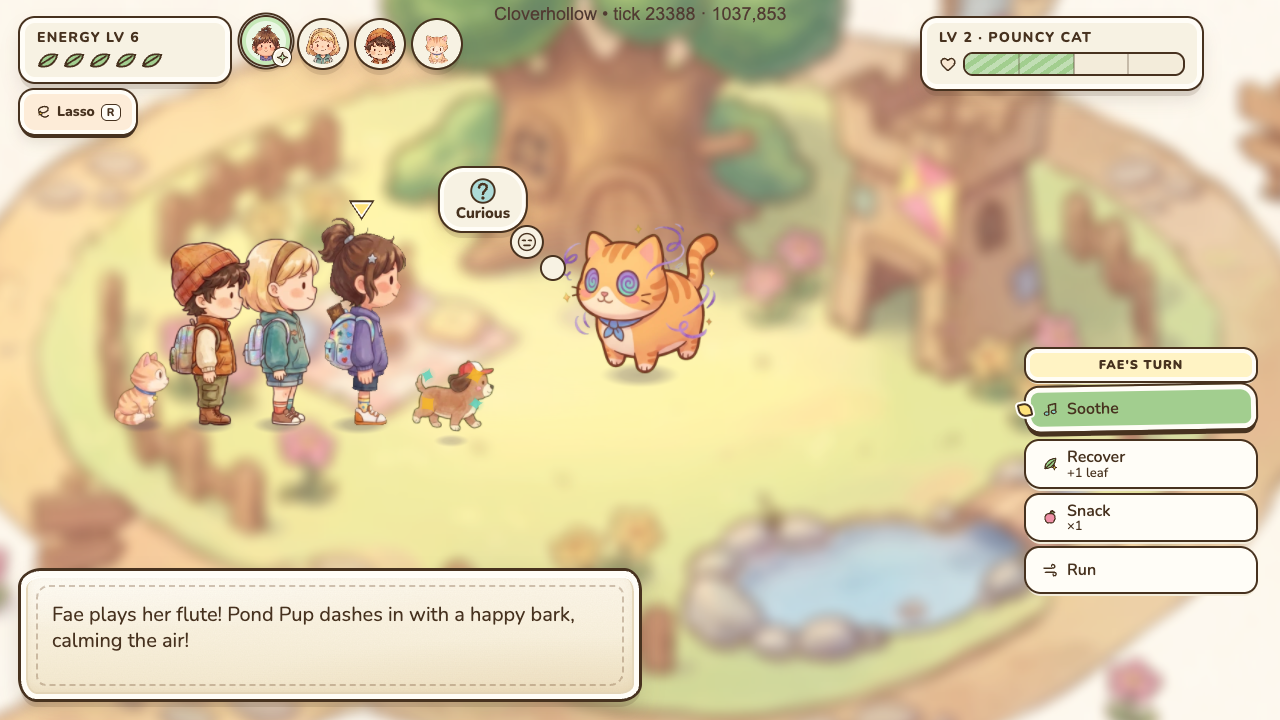 Cloverhollow • tick 23388 · 1037,853
ENERGY LV 6
LV 2 · POUNCY CAT
Lasso R
?
Curious
FAE'S TURN
Soothe
Recover
+1 leaf
Snack
×1
Run
Fae plays her flute! Pond Pup dashes in with a happy bark,
calming the air!